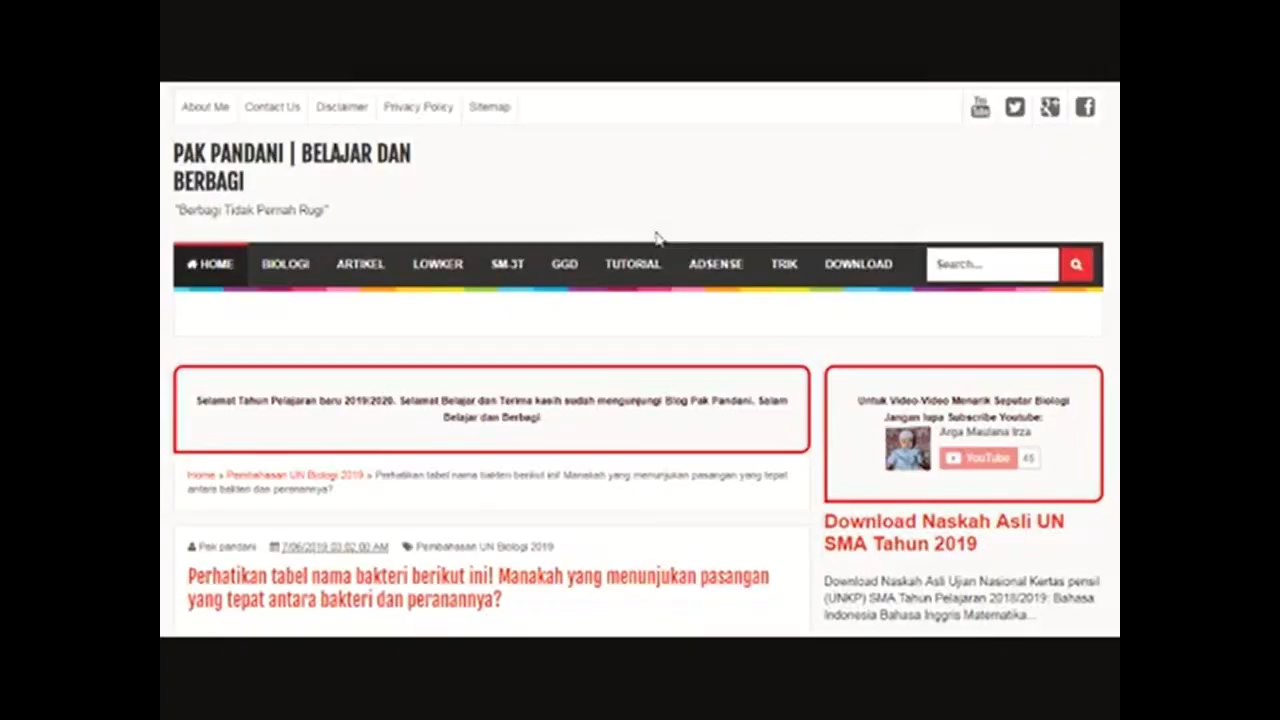 About Me Contact Us Disclaimer Privacy Policy Sitemap
You Tube
PAK PANDANI | BELAJAR DAN
BERBAGI
"Berbagi Tidak Pernah Rugi"
HOME BIOLOGI ARTIKEL LOWKER SM-3T GGD TUTORIAL ADSENSE TRIK DOWNLOAD Search...
Selamat Tahun Pelajaran baru 2019/2020. Selamat Belajar dan Terima kasih sudah mengunjungi Blog Pak Pandani. Salam
Belajar dan Berbagi
Home » Pembahasan UN Biologi 2019 » Perhatikan tabel nama bakteri berikut ini! Manakah yang menunjukan pasangan yang tepat
antara bakteri dan peranannya?
Pak pandani 7/06/2019 03:02:00 AM Pembahasan UN Biologi 2019
Perhatikan tabel nama bakteri berikut ini! Manakah yang menunjukan pasangan
yang tepat antara bakteri dan peranannya?
Untuk Video-Video Menarik Seputar Biologi
Jangan lupa Subscribe Youtube:
Arga Maulana Irza
YouTube 45
Download Naskah Asli UN
SMA Tahun 2019
Download Naskah Asli Ujian Nasional Kertas pensil
(UNKP) SMA Tahun Pelajaran 2018/2019: Bahasa
Indonesia Bahasa Inggris Matematika...